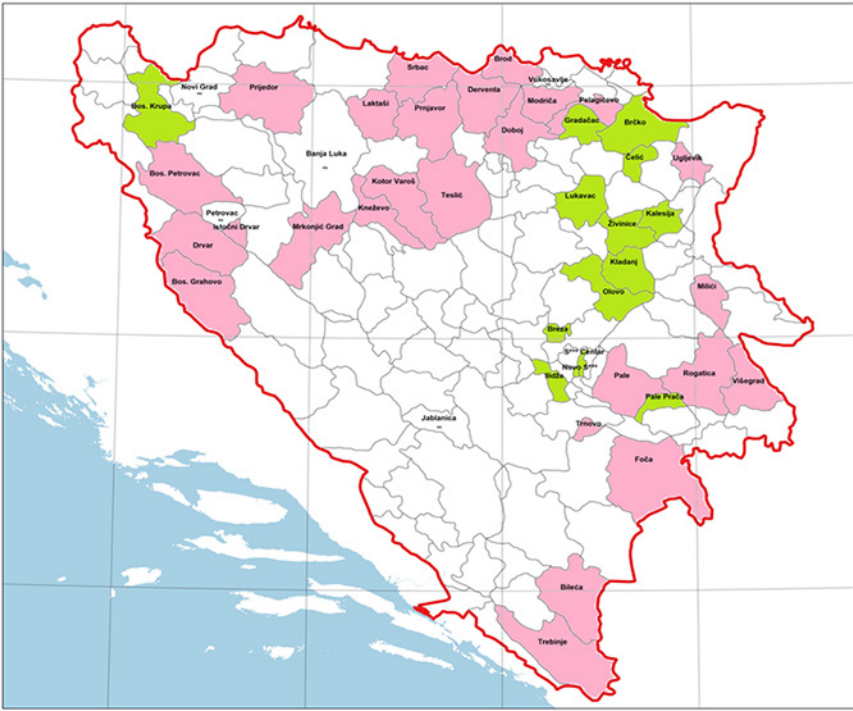 Brod
Srbac
Vukosavlje
Novi Grad
Prijedor
Derventa
Modriča
Pelagićevo
Bos. Krupa
Laktaši
Prnjavor
Gradačac
Brčko
Doboj
Banja Luka
Čelić
Ugljevik
Bos. Petrovac
Kotor Varoš
Teslić
Lukavac
Kneževo
Petrovac
Istočni Drvar
Mrkonjić Grad
Živinice
Kalesija
Drvar
Kladanj
Bos. Grahovo
Olovo
Milići
Breza
S*** Centar
Novo S***
Ilidža
Pale
Rogatica
Višegrad
Pale Prača
Jablanica
Trnovo
Foča
Bileća
Trebinje